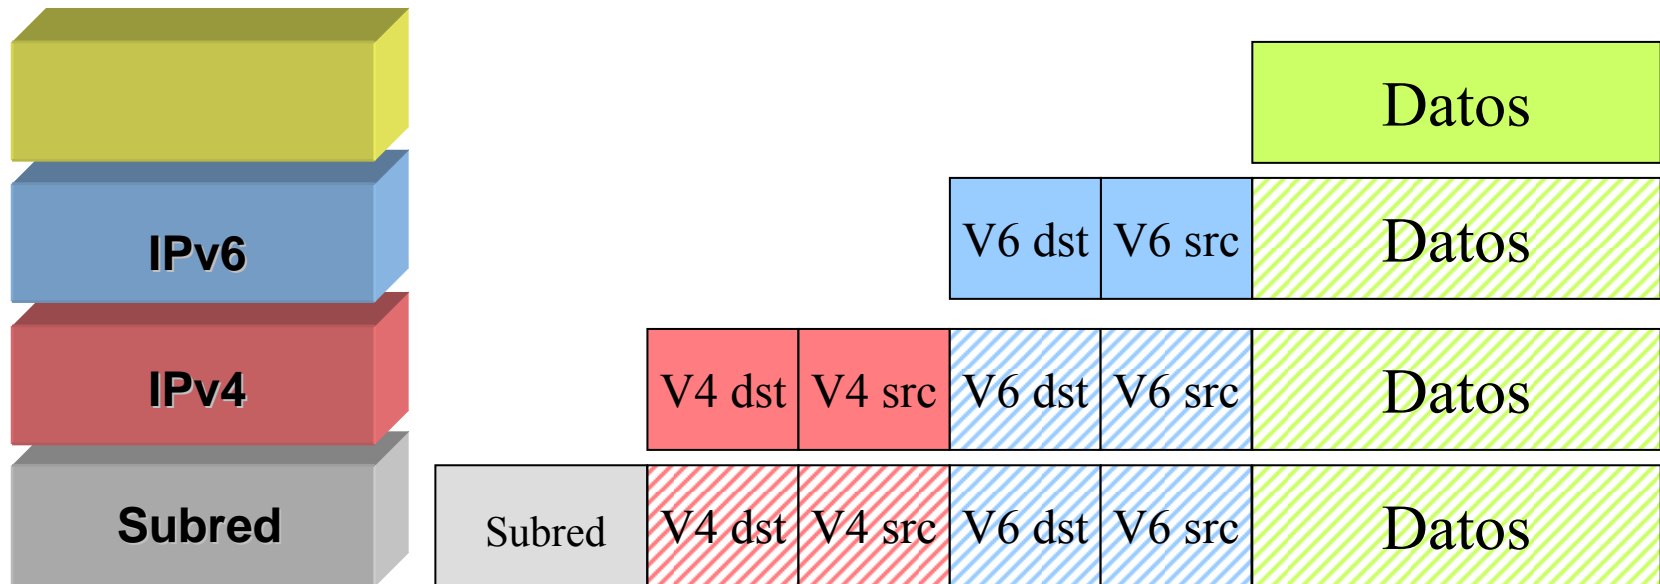 Datos
IPv6 V6 dst V6 src Datos
IPv4 V4 dst V4 src V6 dst V6 src Datos
Subred Subred V4 dst V4 src V6 dst V6 src Datos